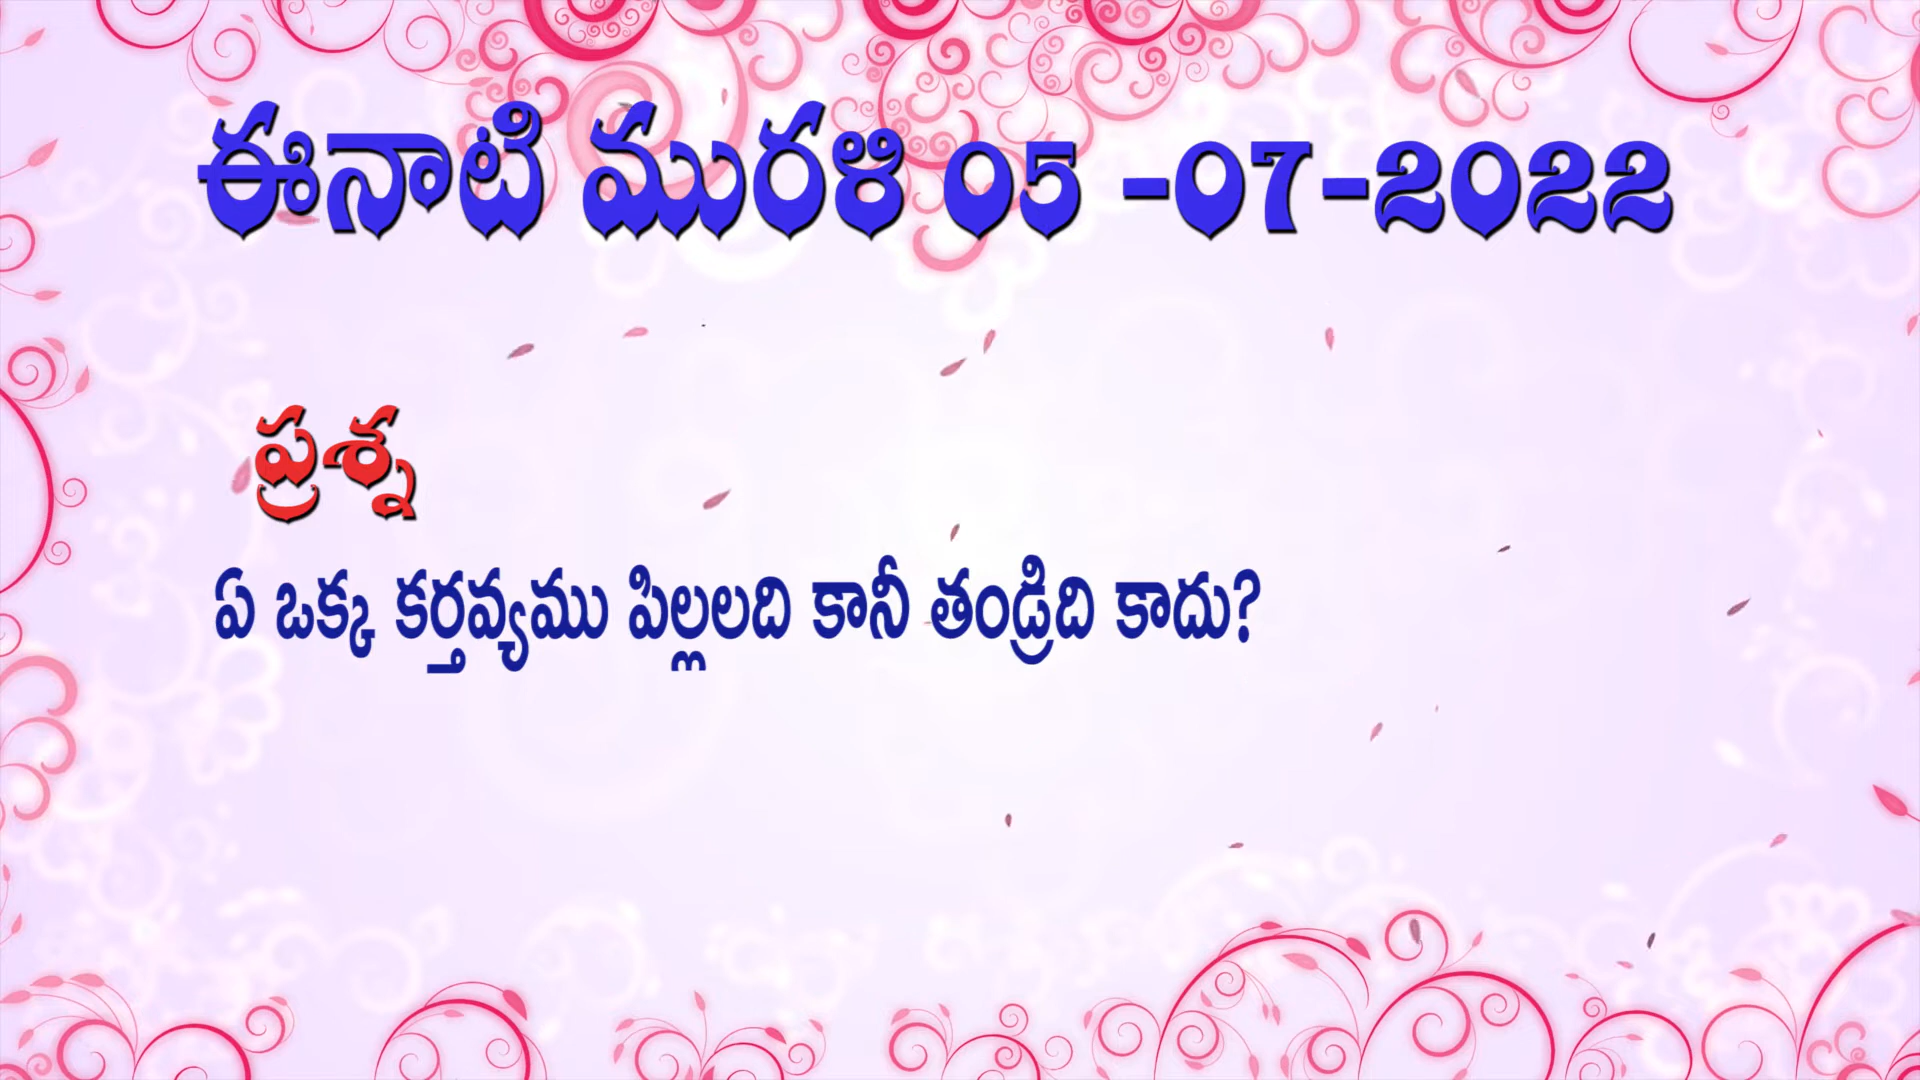 ఈనాటి మురళి 05 -07-2022
ప్రశ్న
ఏ ఒక్క కర్తవ్యము పిల్లలది కానీ తండ్రిది కాదు?